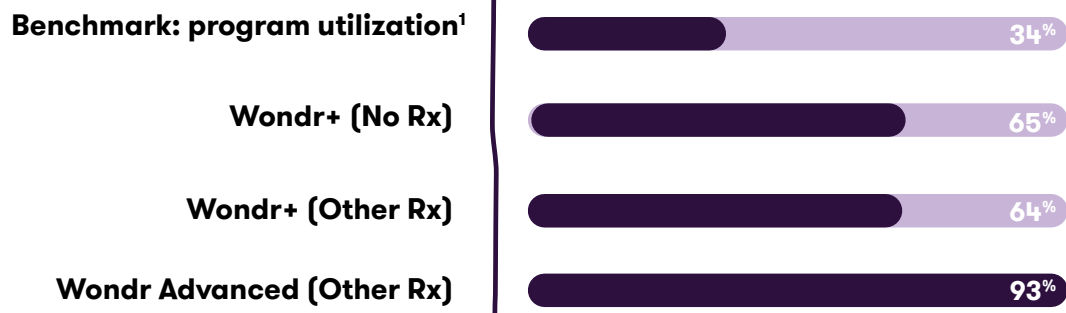 Benchmark: program utilization¹ 34%
Wondr+ (No Rx) 65%
Wondr+ (Other Rx) 64%
Wondr Advanced (Other Rx) 93%